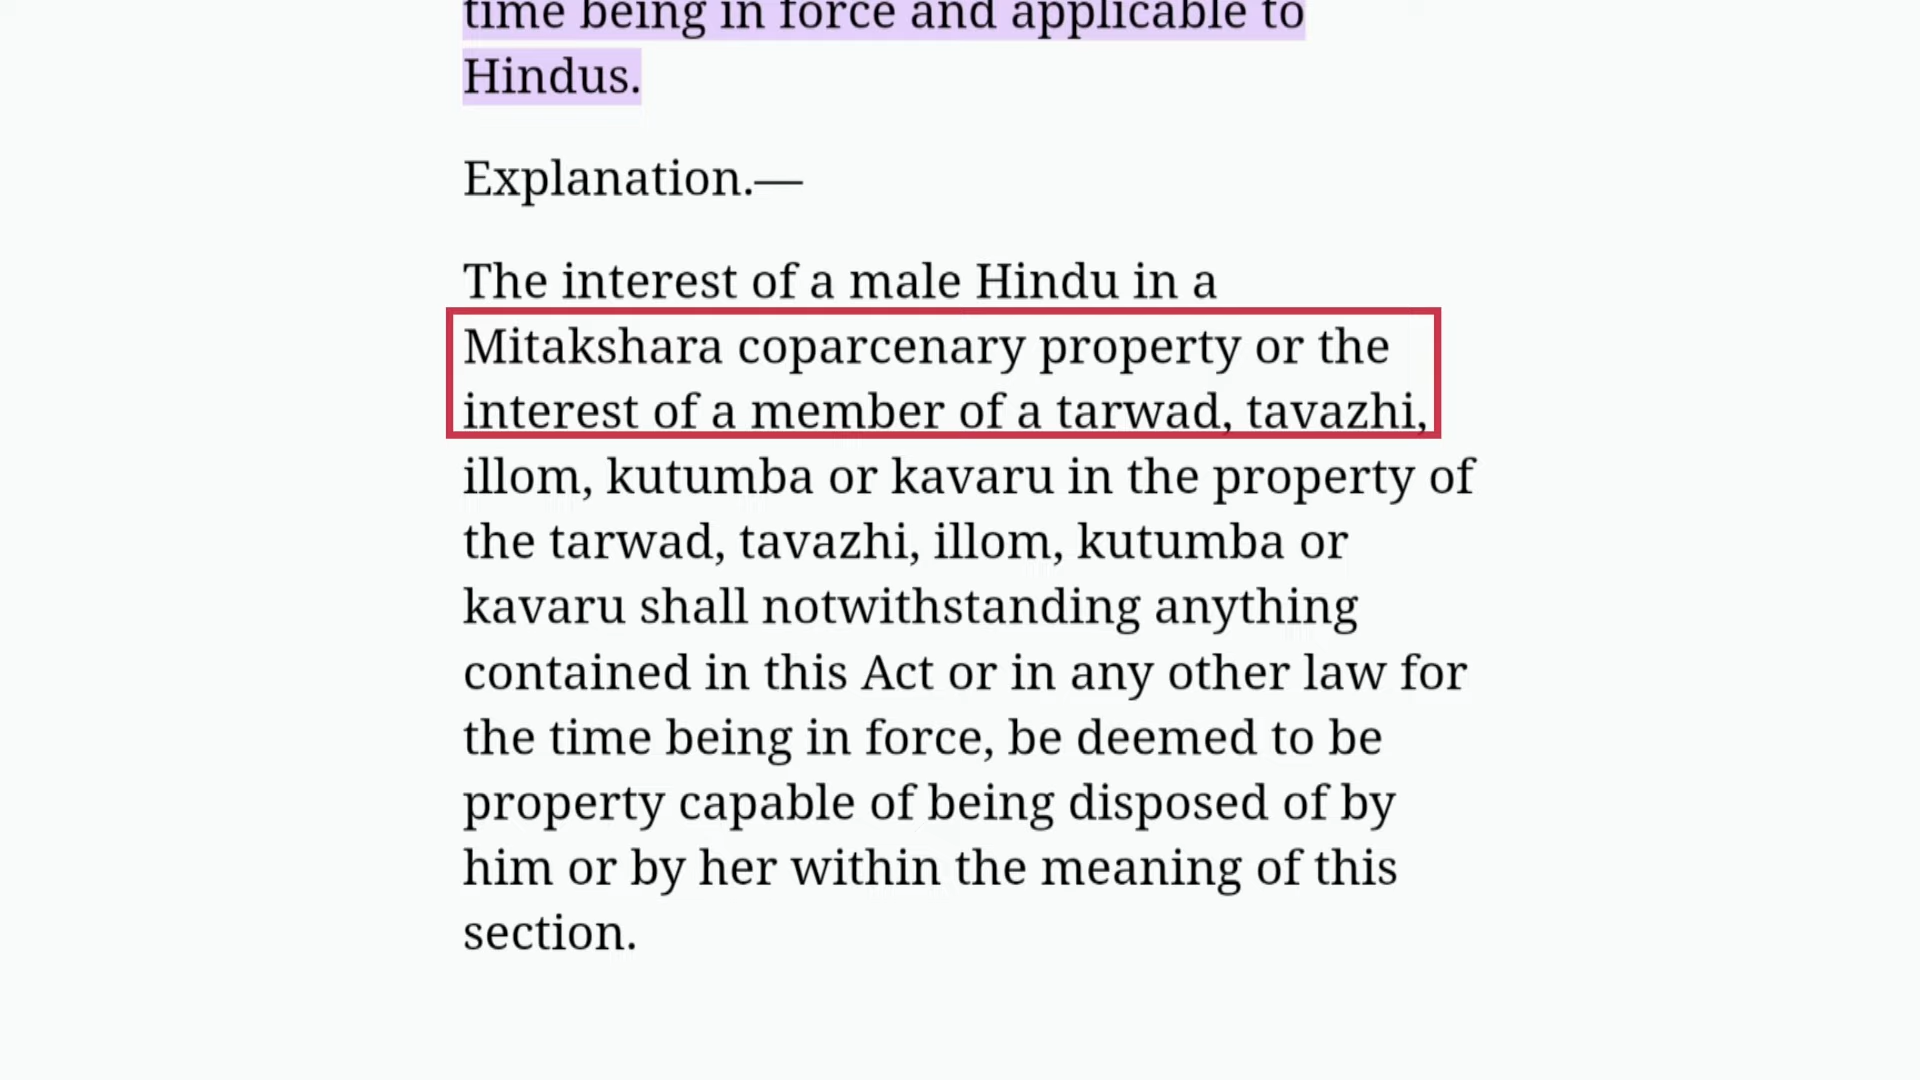 time being in force and applicable to
Hindus.
Explanation.—
The interest of a male Hindu in a
Mitakshara coparcenary property or the
interest of a member of a tarwad, tavazhi,
illom, kutumba or kavaru in the property of
the tarwad, tavazhi, illom, kutumba or
kavaru shall notwithstanding anything
contained in this Act or in any other law for
the time being in force, be deemed to be
property capable of being disposed of by
him or by her within the meaning of this
section.